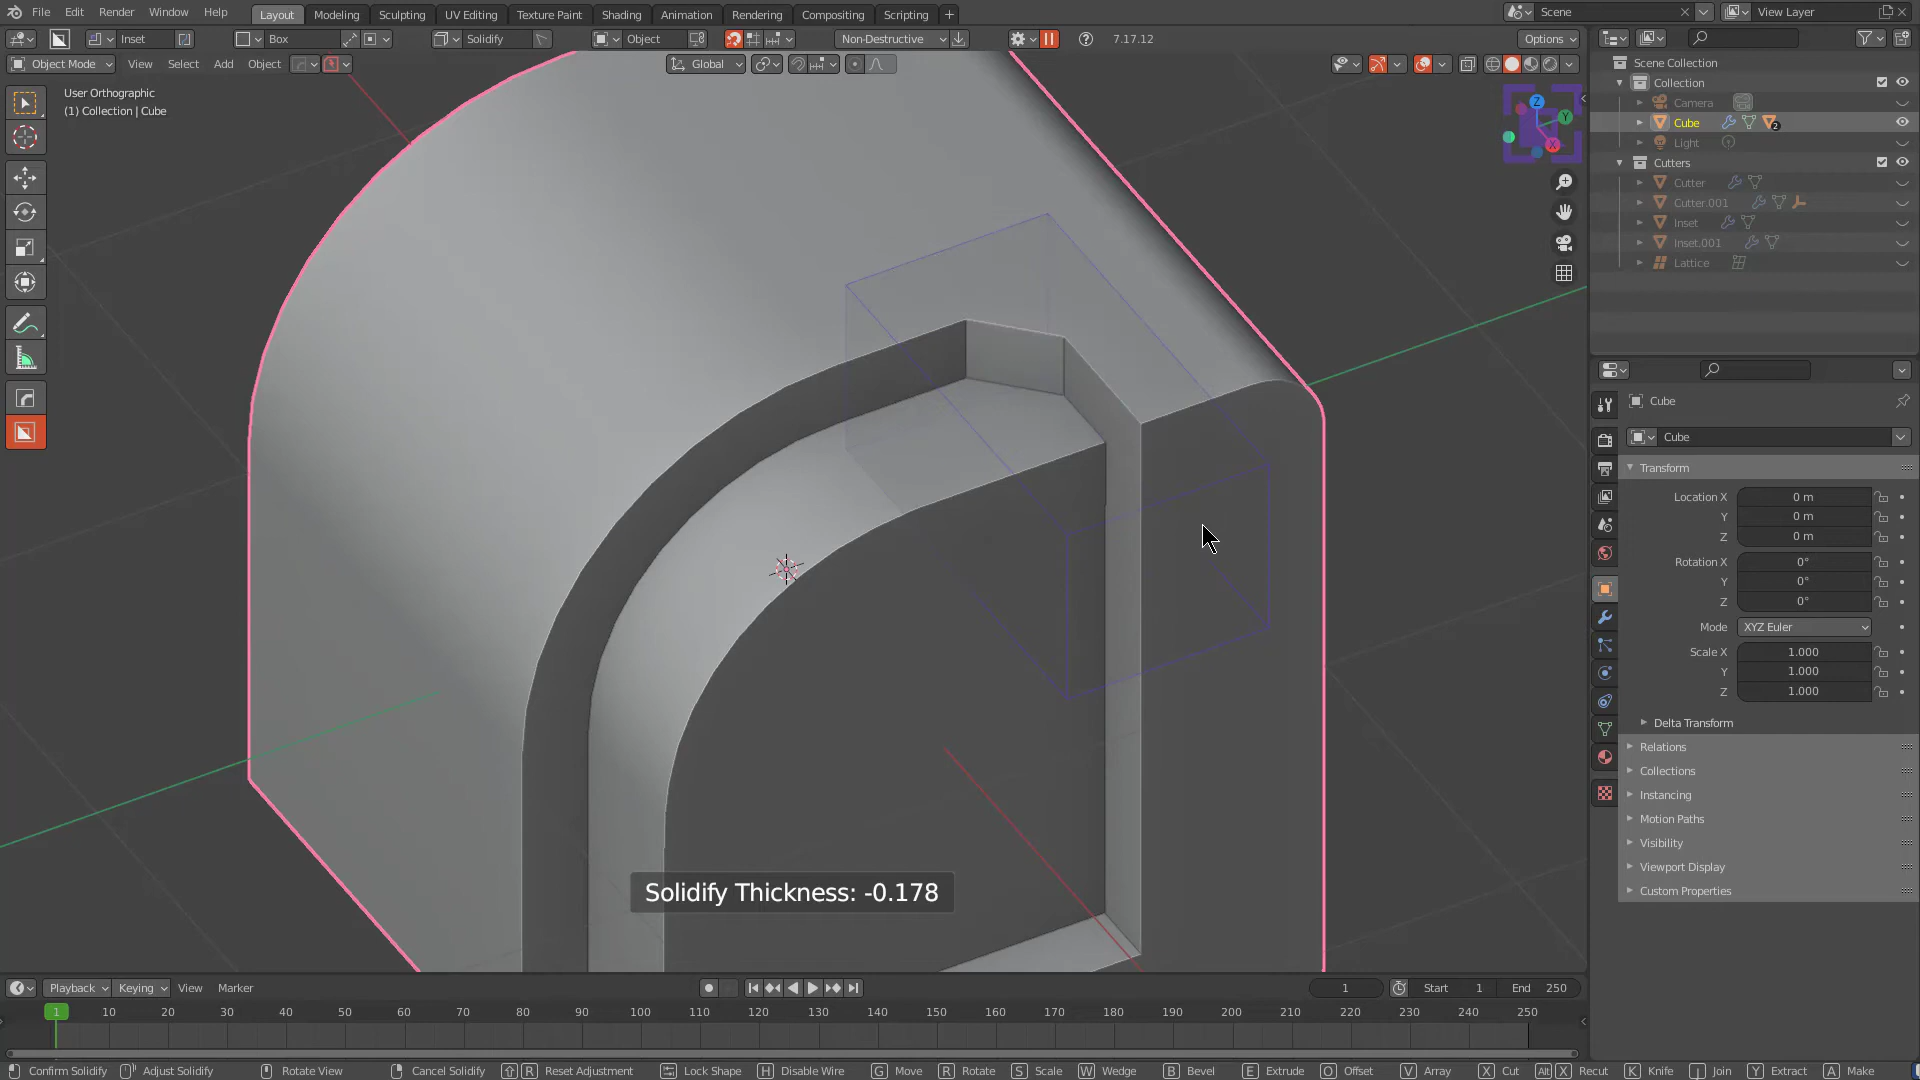 File Edit Render Window Help Layout Modeling Sculpting UV Editing Texture Paint Shading Animation Rendering Compositing Scripting + Scene View Layer
Inset Box Solidify Object Non-Destructive 7.17.12 Options
Object Mode View Select Add Object Global
User Orthographic
(1) Collection | Cube
Scene Collection
Collection
Camera
Cube 2
Light
Cutters
Cutter
Cutter.001
Inset
Inset.001
Lattice
Z
Y
X
Cube
Cube
Transform
Location X 0 m
Y 0 m
Z 0 m
Rotation X 0°
Y 0°
Z 0°
Mode XYZ Euler
Scale X 1.000
Y 1.000
Z 1.000
Delta Transform
Relations
Collections
Instancing
Motion Paths
Visibility
Viewport Display
Custom Properties
Solidify Thickness: -0.178
Playback Keying View Marker 1 Start 1 End 250
1 10 20 30 40 50 60 70 80 90 100 110 120 130 140 150 160 170 180 190 200 210 220 230 240 250
Confirm Solidify Adjust Solidify Rotate View Cancel Solidify R Reset Adjustment Lock Shape H Disable Wire G Move R Rotate S Scale W Wedge B Bevel E Extrude O Offset V Array X Cut Alt X Recut K Knife J Join Y Extract A Make